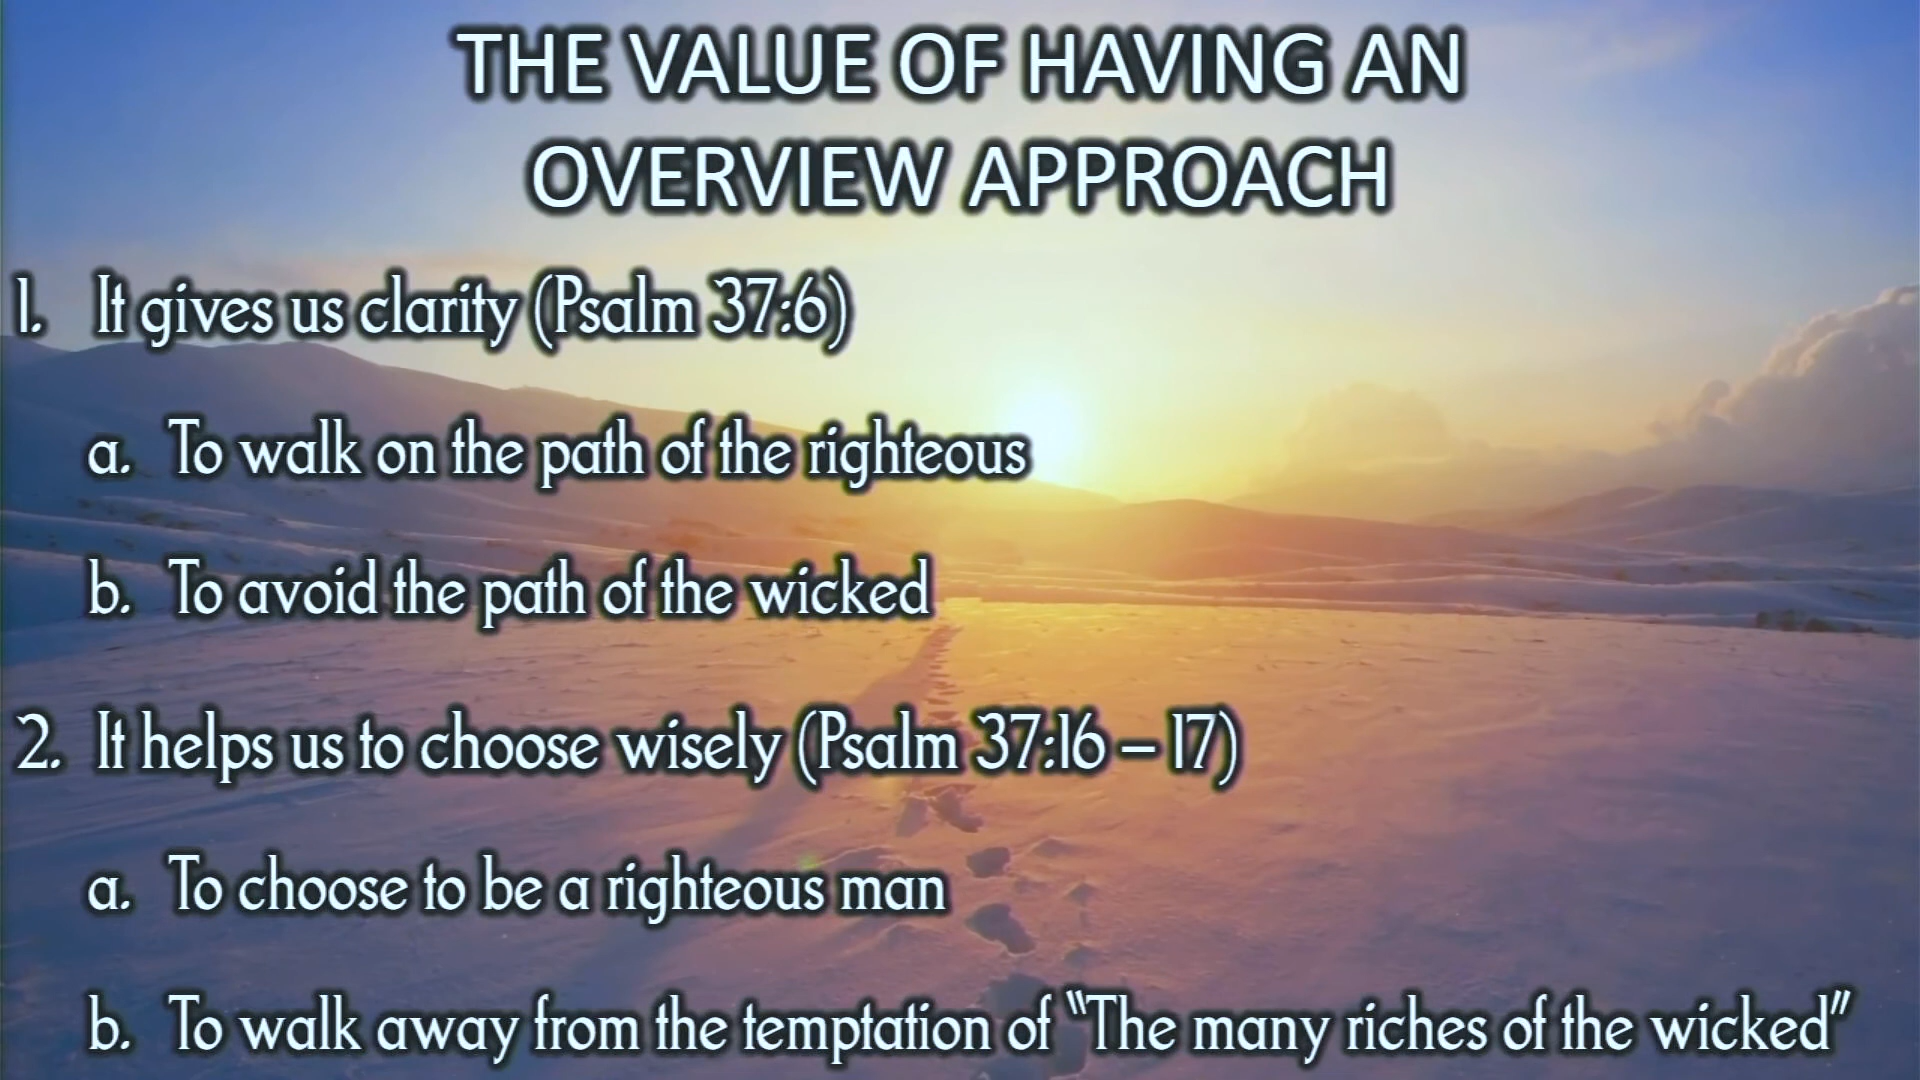 THE VALUE OF HAVING AN
OVERVIEW APPROACH
1. It gives us clarity (Psalm 37:6)
a. To walk on the path of the righteous
b. To avoid the path of the wicked
2. It helps us to choose wisely (Psalm 37:16 – 17)
a. To choose to be a righteous man
b. To walk away from the temptation of “The many riches of the wicked”